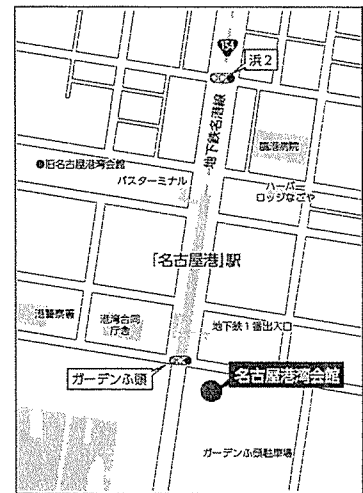 154
浜2
地下鉄名港線
臨港病院
旧名古屋港湾会館
バスターミナル
ハーバー
ロッジなごや
「名古屋港」駅
港警察署
港湾合同
庁舎
地下鉄1番出入口
ガーデンふ頭
名古屋港湾会館
ガーデンふ頭駐車場